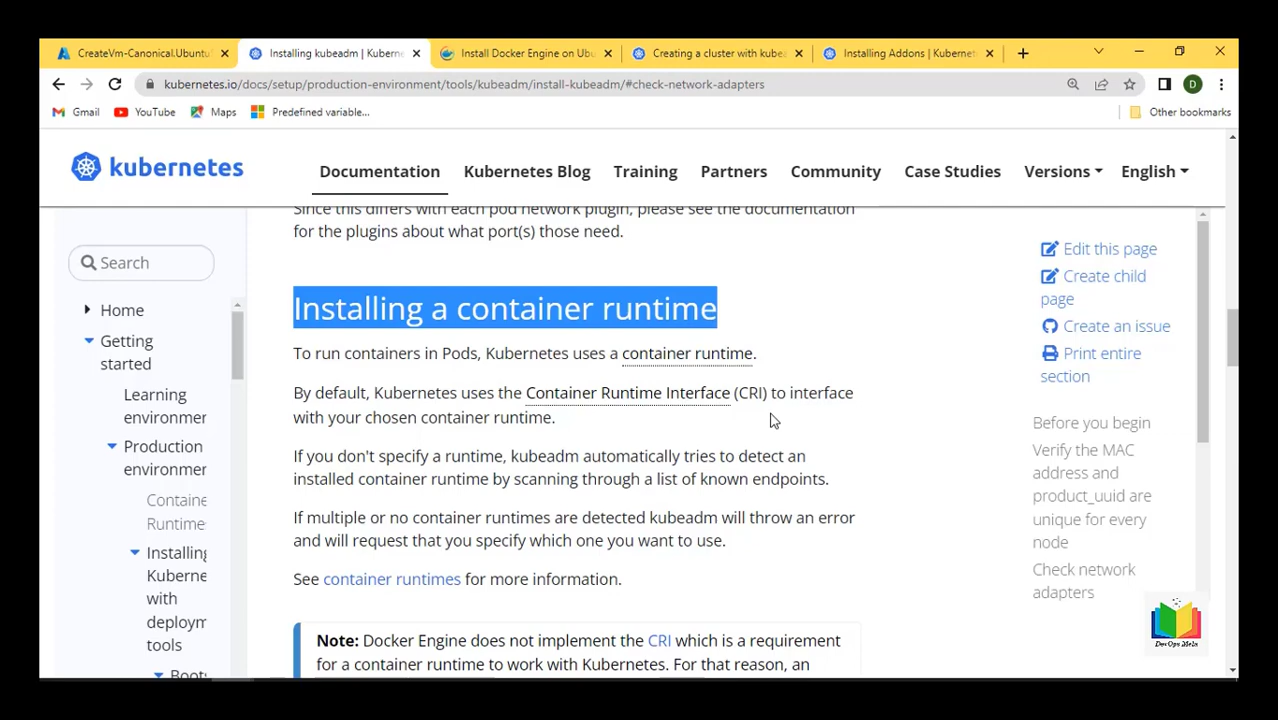 CreateVm-Canonical.Ubuntu
Installing kubeadm | Kuberne
Install Docker Engine on Ubu
Creating a cluster with kubea
Installing Addons | Kubernet
kubernetes.io/docs/setup/production-environment/tools/kubeadm/install-kubeadm/#check-network-adapters
D
Gmail
YouTube
Maps
Predefined variable...
Other bookmarks
kubernetes
Documentation
Kubernetes Blog
Training
Partners
Community
Case Studies
Versions
English
Search
Home
Getting
started
Learning
environmen
Production
environmen
Containe
Runtimes
Installing
Kuberne
with
deploym
tools
Boots
Since this differs with each pod network plugin, please see the documentation
for the plugins about what port(s) those need.
Installing a container runtime
To run containers in Pods, Kubernetes uses a container runtime.
By default, Kubernetes uses the Container Runtime Interface (CRI) to interface
with your chosen container runtime.
If you don't specify a runtime, kubeadm automatically tries to detect an
installed container runtime by scanning through a list of known endpoints.
If multiple or no container runtimes are detected kubeadm will throw an error
and will request that you specify which one you want to use.
See container runtimes for more information.
Note: Docker Engine does not implement the CRI which is a requirement
for a container runtime to work with Kubernetes. For that reason, an
Edit this page
Create child
page
Create an issue
Print entire
section
Before you begin
Verify the MAC
address and
product_uuid are
unique for every
node
Check network
adapters